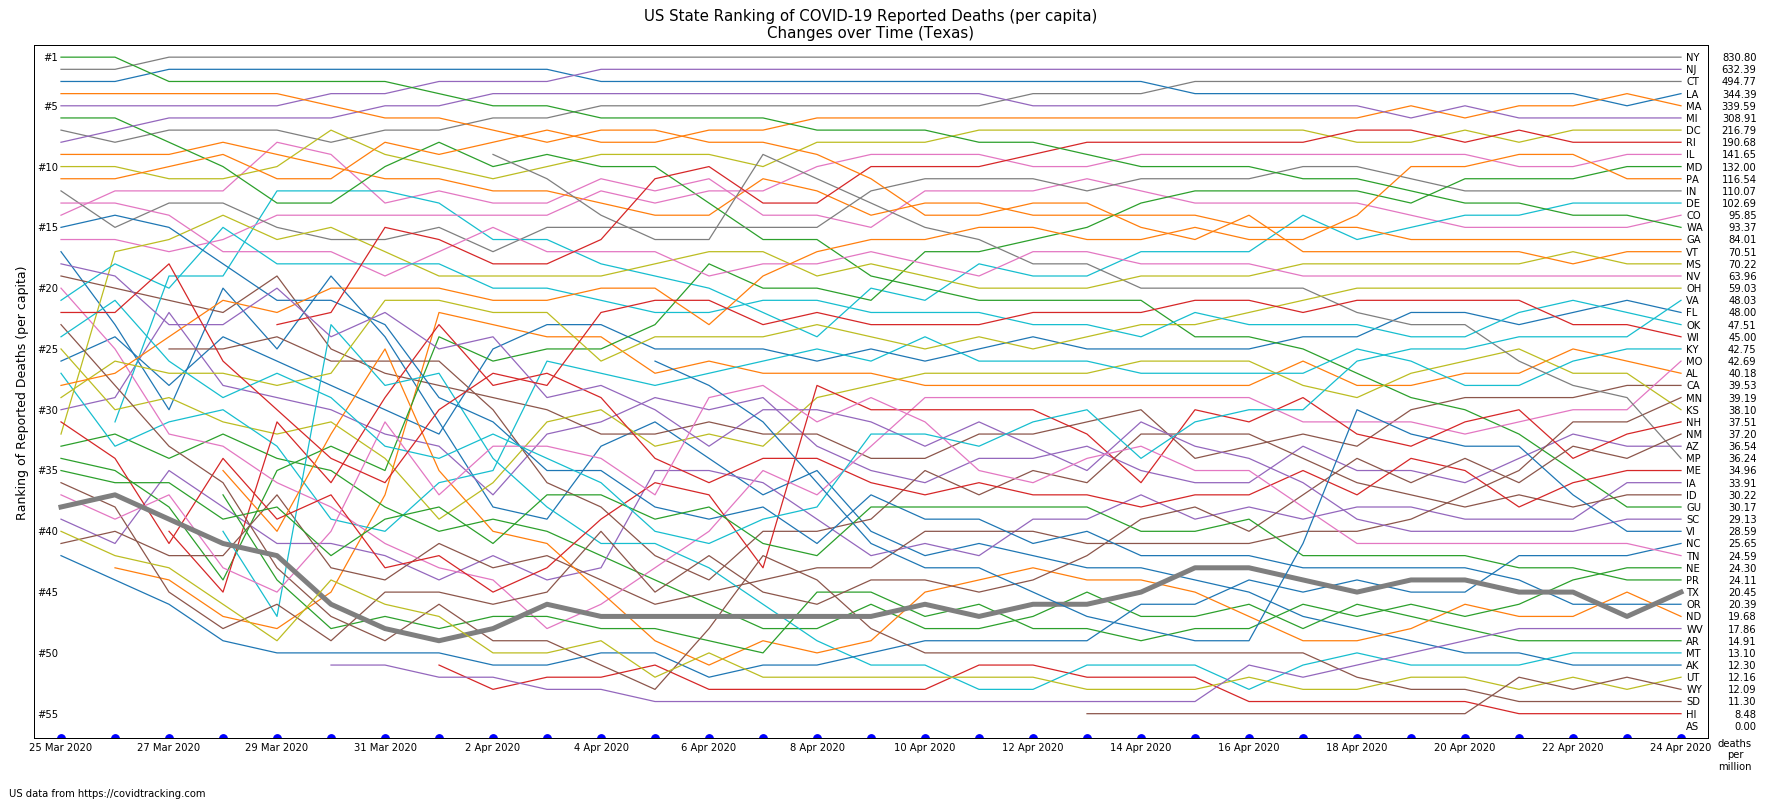 US State Ranking of COVID-19 Reported Deaths (per capita)
Changes over Time (Texas)
Ranking of Reported Deaths (per capita)
#1
#5
#10
#15
#20
#25
#30
#35
#40
#45
#50
#55
NY 830.80
NJ 632.39
CT 494.77
LA 344.39
MA 339.59
MI 308.91
DC 216.79
RI 190.68
IL 141.65
MD 132.00
PA 116.54
IN 110.07
DE 102.69
CO 95.85
WA 93.37
GA 84.01
VT 70.51
MS 70.22
NV 63.96
OH 59.03
VA 48.03
FL 48.00
OK 47.51
WI 45.00
KY 42.75
MO 42.69
AL 40.18
CA 39.53
MN 39.19
KS 38.10
NH 37.51
NM 37.20
AZ 36.54
MP 36.24
ME 34.96
IA 33.91
ID 30.22
GU 30.17
SC 29.13
VI 28.59
NC 25.65
TN 24.59
NE 24.30
PR 24.11
TX 20.45
OR 20.39
ND 19.68
WV 17.86
AR 14.91
MT 13.10
AK 12.30
UT 12.16
WY 12.09
SD 11.30
HI 8.48
AS 0.00
25 Mar 2020 27 Mar 2020 29 Mar 2020 31 Mar 2020 2 Apr 2020 4 Apr 2020 6 Apr 2020 8 Apr 2020 10 Apr 2020 12 Apr 2020 14 Apr 2020 16 Apr 2020 18 Apr 2020 20 Apr 2020 22 Apr 2020 24 Apr 2020
deaths
per
million
US data from https://covidtracking.com